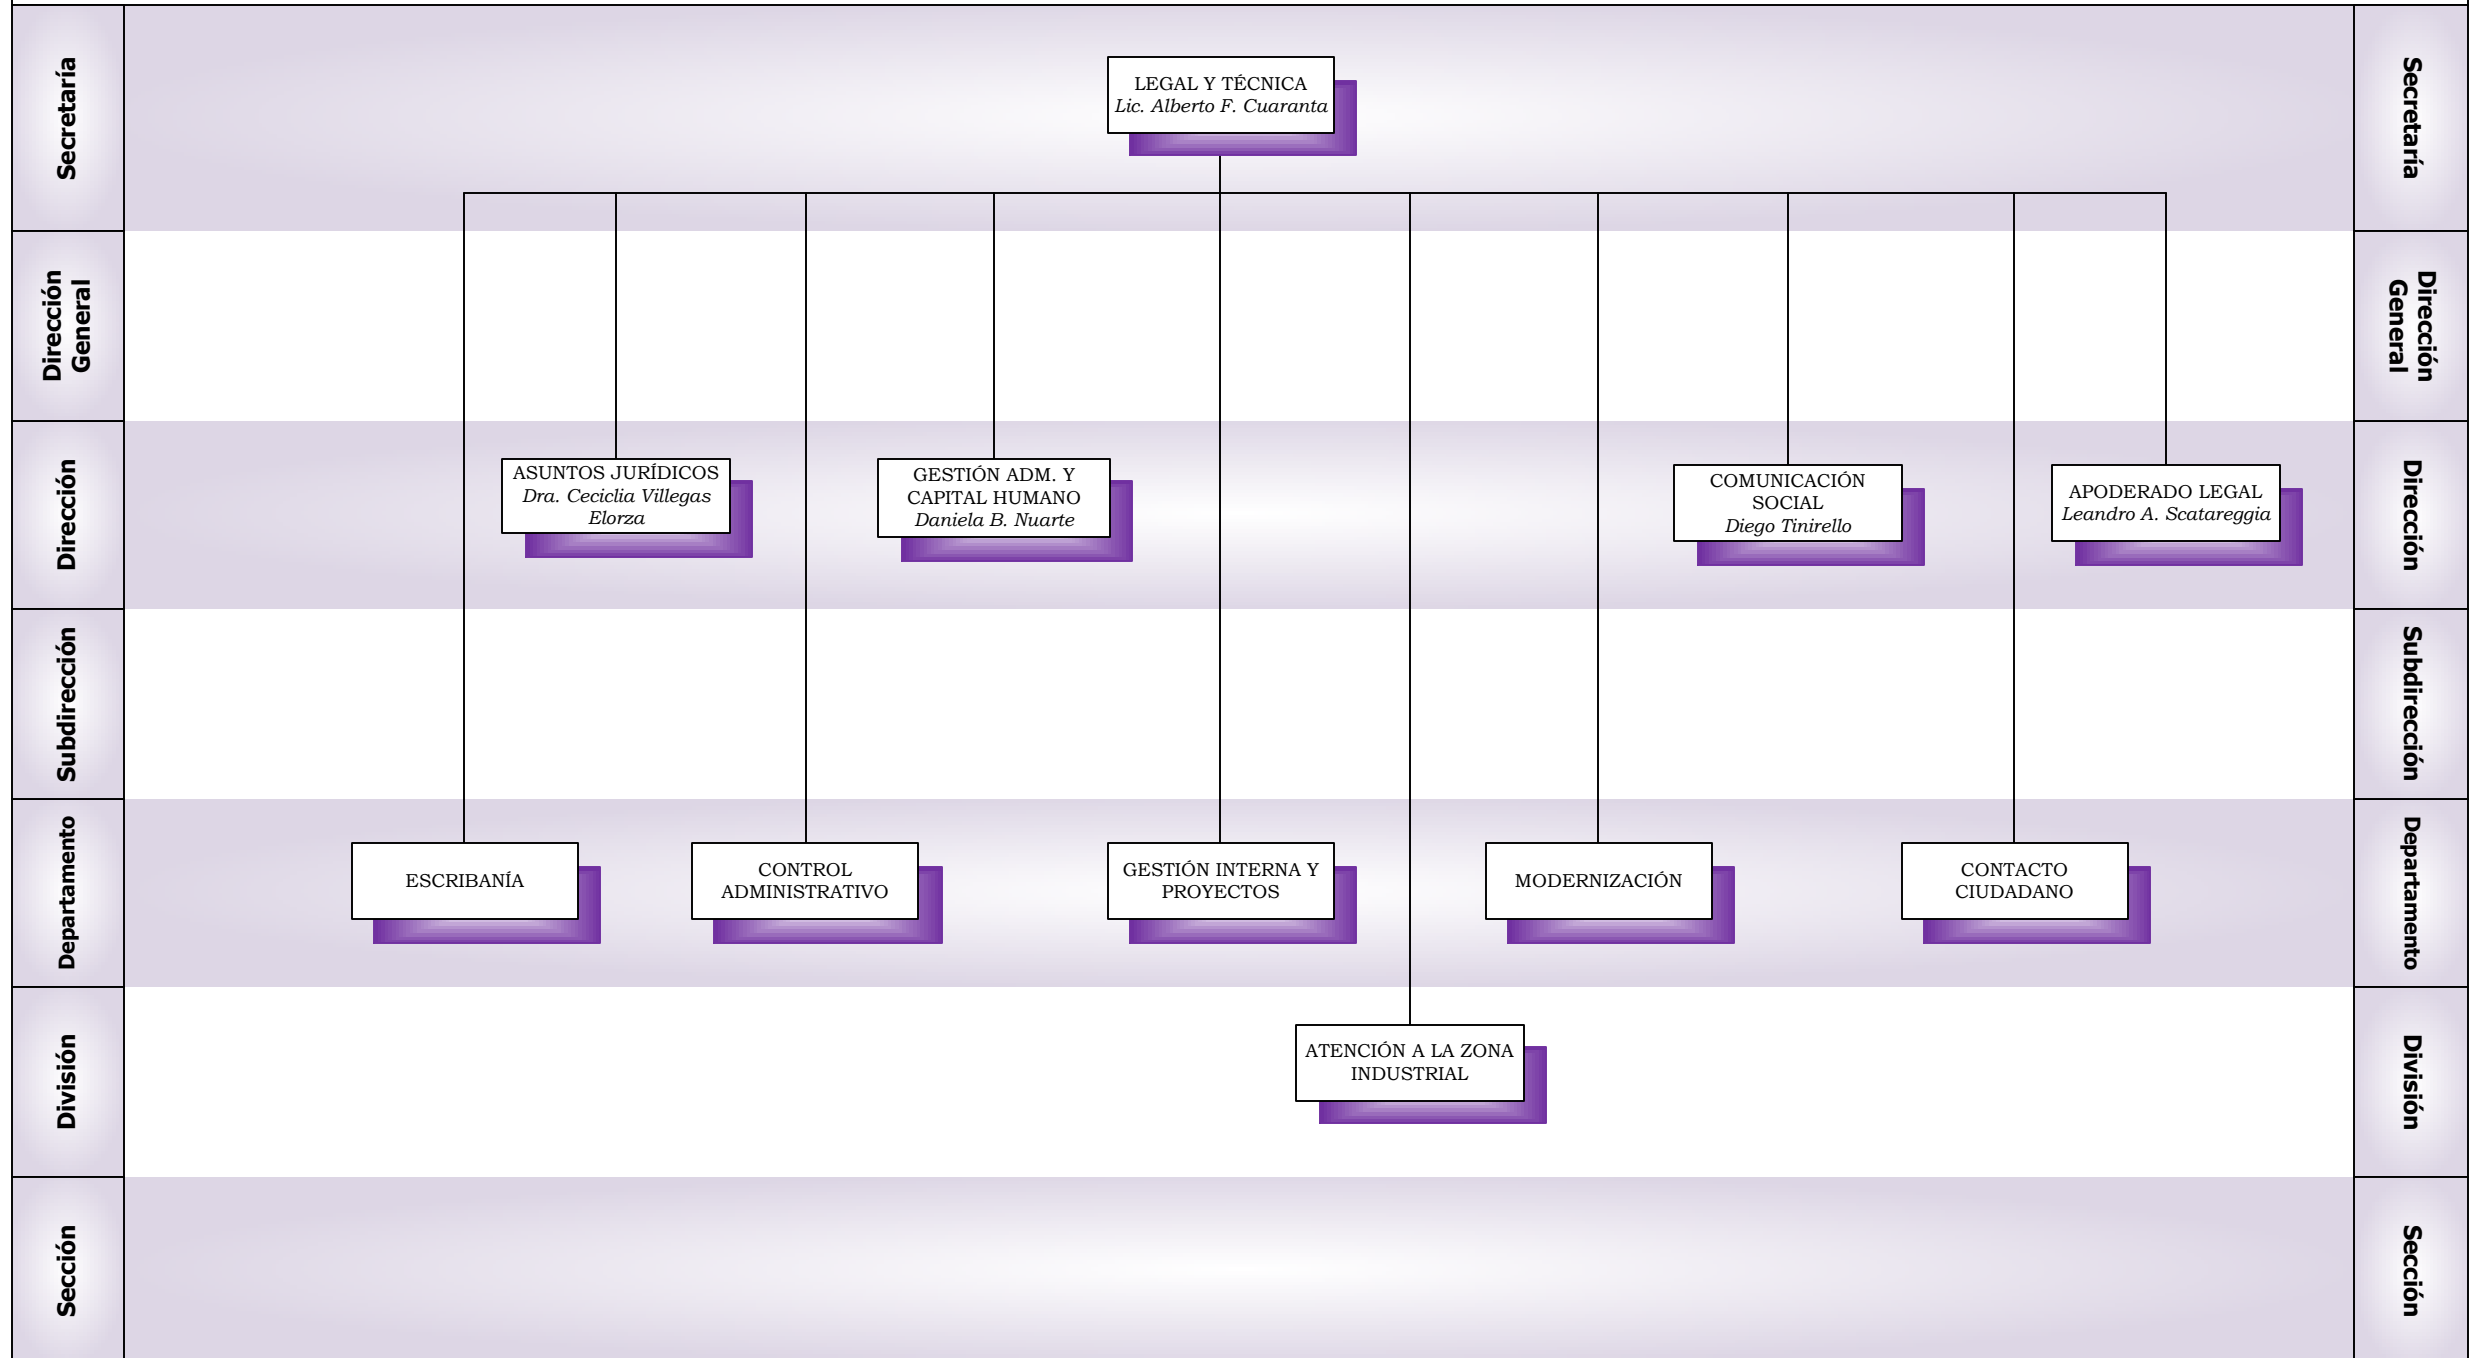 Secretaría
LEGAL Y TÉCNICA
Lic. Alberto F. Cuaranta
Secretaría
Dirección
General
Dirección
General
Dirección
ASUNTOS JURÍDICOS
Dra. Ceciclia Villegas
Elorza
GESTIÓN ADM. Y
CAPITAL HUMANO
Daniela B. Nuarte
COMUNICACIÓN
SOCIAL
Diego Tinirello
APODERADO LEGAL
Leandro A. Scatareggia
Dirección
Subdirección
Subdirección
Departamento
ESCRIBANÍA
CONTROL
ADMINISTRATIVO
GESTIÓN INTERNA Y
PROYECTOS
MODERNIZACIÓN
CONTACTO
CIUDADANO
Departamento
División
ATENCIÓN A LA ZONA
INDUSTRIAL
División
Sección
Sección